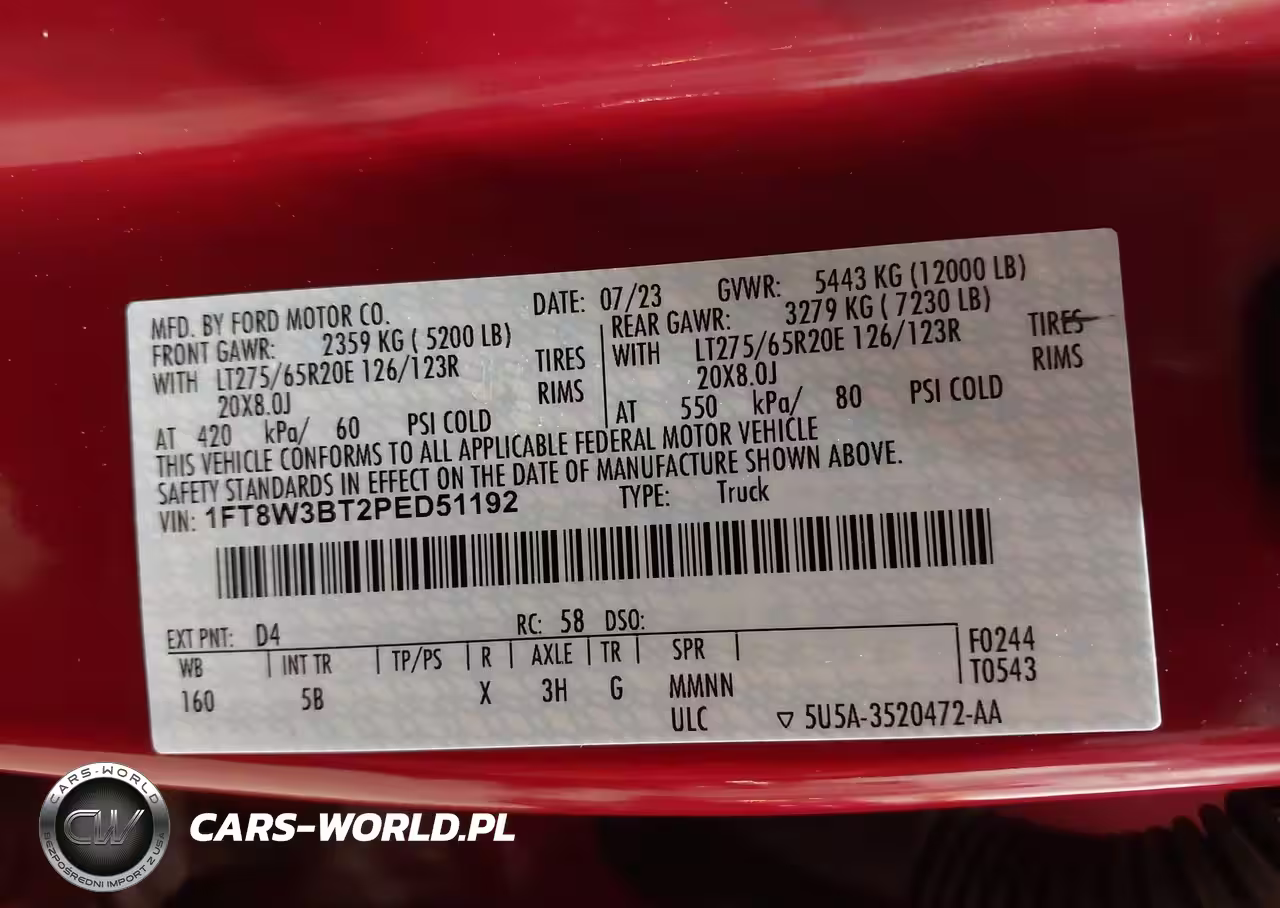 MFD. BY FORD MOTOR CO. DATE: 07/23 GVWR: 5443 KG (12000 LB)
FRONT GAWR: 2359 KG ( 5200 LB) REAR GAWR: 3279 KG ( 7230 LB)
WITH LT275/65R20E 126/123R TIRES WITH LT275/65R20E 126/123R TIRES
20X8.0J RIMS 20X8.0J RIMS
AT 420 kPa/ 60 PSI COLD AT 550 kPa/ 80 PSI COLD
THIS VEHICLE CONFORMS TO ALL APPLICABLE FEDERAL MOTOR VEHICLE
SAFETY STANDARDS IN EFFECT ON THE DATE OF MANUFACTURE SHOWN ABOVE.
VIN: 1FT8W3BT2PED51192 TYPE: Truck
EXT PNT: D4 RC: 58 DSO:
WB INT TR TP/PS R AXLE TR SPR F0244
160 5B X 3H G MMNN T0543
ULC ▽ 5U5A-3520472-AA
CARS-WORLD
CW
BEZPOŚREDNI IMPORT Z USA
CARS-WORLD.PL